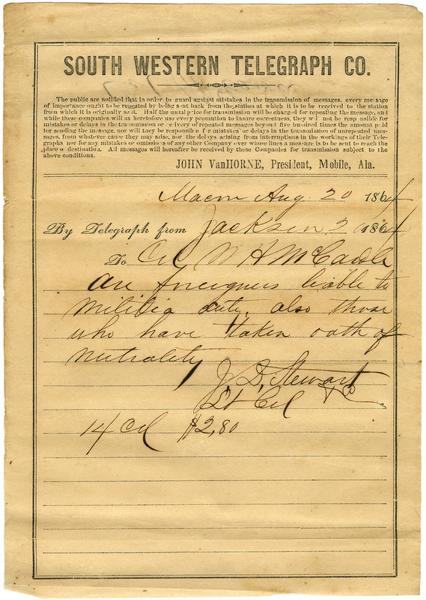 SOUTH WESTERN TELEGRAPH CO.
The public are notified that in order to guard against mistakes in the transmission of messages, every message
of importance ought to be repeated by being sent back from the station at which it is to be received to the station
from which it is originally sent. Half the usual price for transmission will be charged for repeating the message, and
while these companies will as heretofore use every precaution to insure correctness, they will not be responsible for
mistakes or delays in the transmission or delivery of repeated messages beyond five hundred times the amount paid
for sending the message, nor will they be responsible for mistakes or delays in the transmission of unrepeated messages,
from whatever cause they may arise, nor for delays arising from interruptions in the workings of their Telegraphs
nor for any mistakes or omissions of any other Company over whose lines a message is to be sent to reach the
place of destination. All messages will hereafter be received by these Companies for transmission subject to the
above conditions.
JOHN VanHORNE, President, Mobile, Ala.
Macon Aug 20 1864
By Telegraph from Jackson 2 1864
To Col W H McCardle
Are foreigners liable to
militia duty, also those
who have taken oath of
neutrality
J. D. Stewart
Lt Col
14 Col $2,80